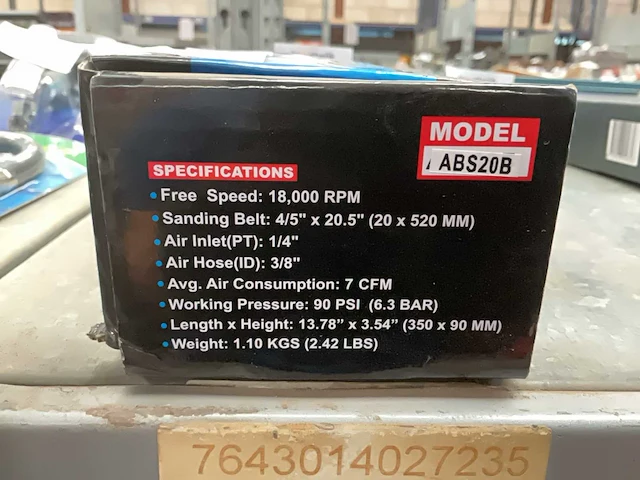 MODEL
ABS20B
SPECIFICATIONS
Free Speed: 18,000 RPM
Sanding Belt: 4/5" x 20.5" (20 x 520 MM)
Air Inlet(PT): 1/4"
Air Hose(ID): 3/8"
Avg. Air Consumption: 7 CFM
Working Pressure: 90 PSI (6.3 BAR)
Length x Height: 13.78” x 3.54” (350 x 90 MM)
Weight: 1.10 KGS (2.42 LBS)
7643014027235